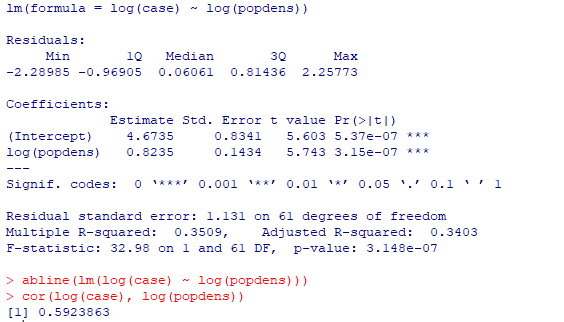 lm(formula = log(case) ~ log(popdens))
Residuals:
     Min       1Q   Median       3Q      Max
-2.28985 -0.96905  0.06061  0.81436  2.25773
Coefficients:
             Estimate Std. Error t value Pr(>|t|)
(Intercept)    4.6735     0.8341   5.603 5.37e-07 ***
log(popdens)   0.8235     0.1434   5.743 3.15e-07 ***
---
Signif. codes:  0 ‘***’ 0.001 ‘**’ 0.01 ‘*’ 0.05 ‘.’ 0.1 ‘ ’ 1
Residual standard error: 1.131 on 61 degrees of freedom
Multiple R-squared:  0.3509,    Adjusted R-squared:  0.3403
F-statistic: 32.98 on 1 and 61 DF,  p-value: 3.148e-07
> abline(lm(log(case) ~ log(popdens)))
> cor(log(case), log(popdens))
[1] 0.5923863